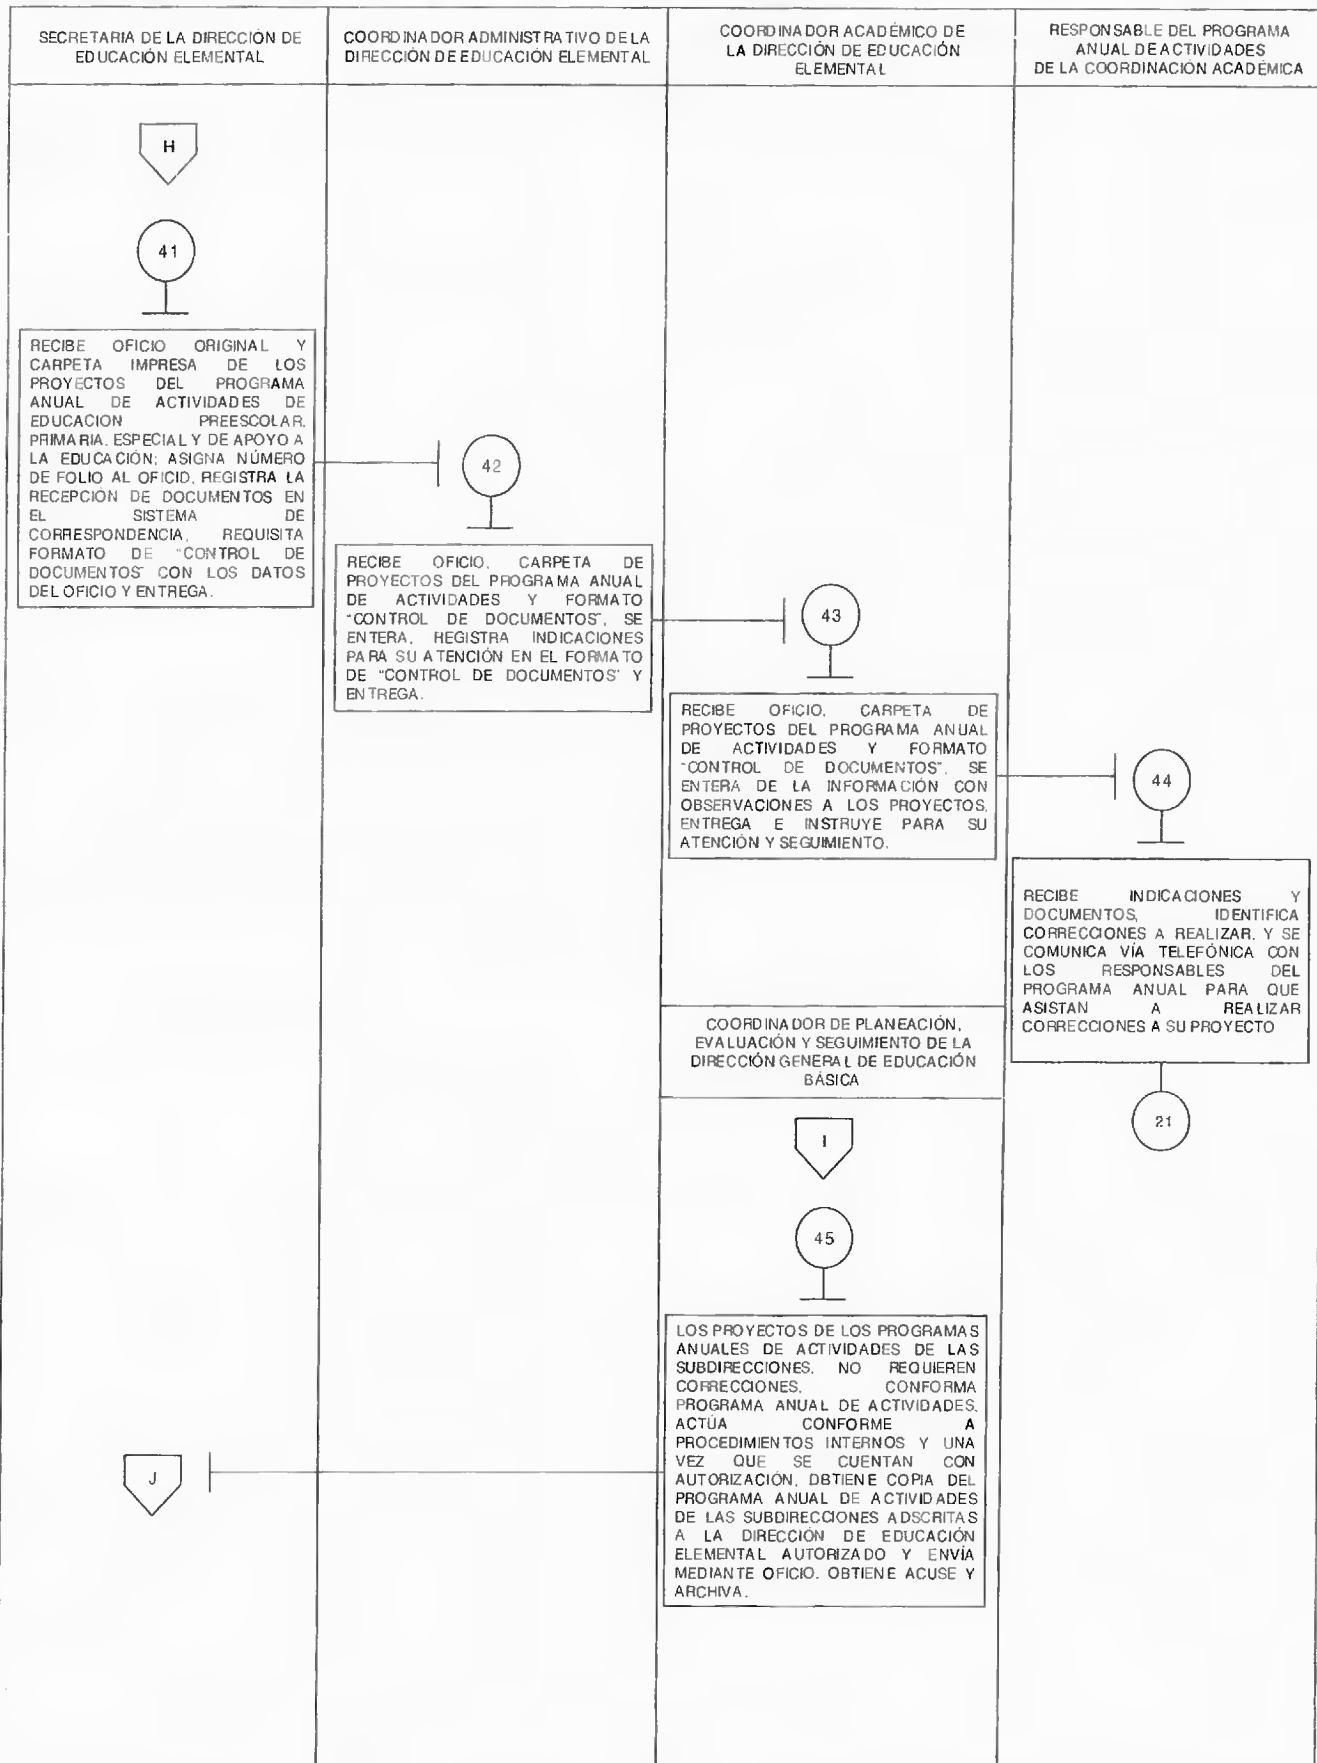 SECRETARIA DE LA DIRECCIÓN DE
EDUCACIÓN ELEMENTAL
COORDINADOR ADMINISTRATIVO DE LA
DIRECCIÓN DE EDUCACIÓN ELEMENTAL
COORDINADOR ACADÉMICO DE
LA DIRECCIÓN DE EDUCACIÓN
ELEMENTAL
RESPONSABLE DEL PROGRAMA
ANUAL DE ACTIVIDADES
DE LA COORDINACIÓN ACADÉMICA
H
41
RECIBE OFICIO ORIGINAL Y
CARPETA IMPRESA DE LOS
PROYECTOS DEL PROGRAMA
ANUAL DE ACTIVIDADES DE
EDUCACION PREESCOLAR.
PRIMARIA. ESPECIAL Y DE APOYO A
LA EDUCACIÓN; ASIGNA NÚMERO
DE FOLIO AL OFICIO, REGISTRA LA
RECEPCIÓN DE DOCUMENTOS EN
EL SISTEMA DE
CORRESPONDENCIA, REQUISITA
FORMATO DE "CONTROL DE
DOCUMENTOS" CON LOS DATOS
DEL OFICIO Y ENTREGA.
42
RECIBE OFICIO, CARPETA DE
PROYECTOS DEL PROGRAMA ANUAL
DE ACTIVIDADES Y FORMATO
"CONTROL DE DOCUMENTOS", SE
ENTERA, REGISTRA INDICACIONES
PARA SU ATENCIÓN EN EL FORMATO
DE "CONTROL DE DOCUMENTOS" Y
ENTREGA.
43
RECIBE OFICIO, CARPETA DE
PROYECTOS DEL PROGRAMA ANUAL
DE ACTIVIDADES Y FORMATO
"CONTROL DE DOCUMENTOS", SE
ENTERA DE LA INFORMACIÓN CON
OBSERVACIONES A LOS PROYECTOS,
ENTREGA E INSTRUYE PARA SU
ATENCIÓN Y SEGUIMIENTO.
44
RECIBE INDICACIONES Y
DOCUMENTOS, IDENTIFICA
CORRECCIONES A REALIZAR, Y SE
COMUNICA VÍA TELEFÓNICA CON
LOS RESPONSABLES DEL
PROGRAMA ANUAL PARA QUE
ASISTAN A REALIZAR
CORRECCIONES A SU PROYECTO
21
COORDINADOR DE PLANEACIÓN,
EVALUACIÓN Y SEGUIMIENTO DE LA
DIRECCIÓN GENERAL DE EDUCACIÓN
BÁSICA
I
45
LOS PROYECTOS DE LOS PROGRAMAS
ANUALES DE ACTIVIDADES DE LAS
SUBDIRECCIONES, NO REQUIEREN
CORRECCIONES, CONFORMA
PROGRAMA ANUAL DE ACTIVIDADES,
ACTÚA CONFORME A
PROCEDIMIENTOS INTERNOS Y UNA
VEZ QUE SE CUENTAN CON
AUTORIZACIÓN, OBTIENE COPIA DEL
PROGRAMA ANUAL DE ACTIVIDADES
DE LAS SUBDIRECCIONES ADSCRITAS
A LA DIRECCIÓN DE EDUCACIÓN
ELEMENTAL AUTORIZADO Y ENVÍA
MEDIANTE OFICIO. OBTIENE ACUSE Y
ARCHIVA.
J